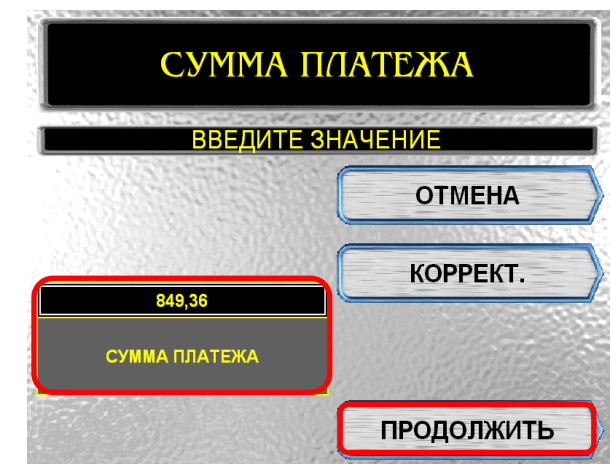 СУММА ПЛАТЕЖА
ВВЕДИТЕ ЗНАЧЕНИЕ
ОТМЕНА
КОРРЕКТ.
849,36
СУММА ПЛАТЕЖА
ПРОДОЛЖИТЬ